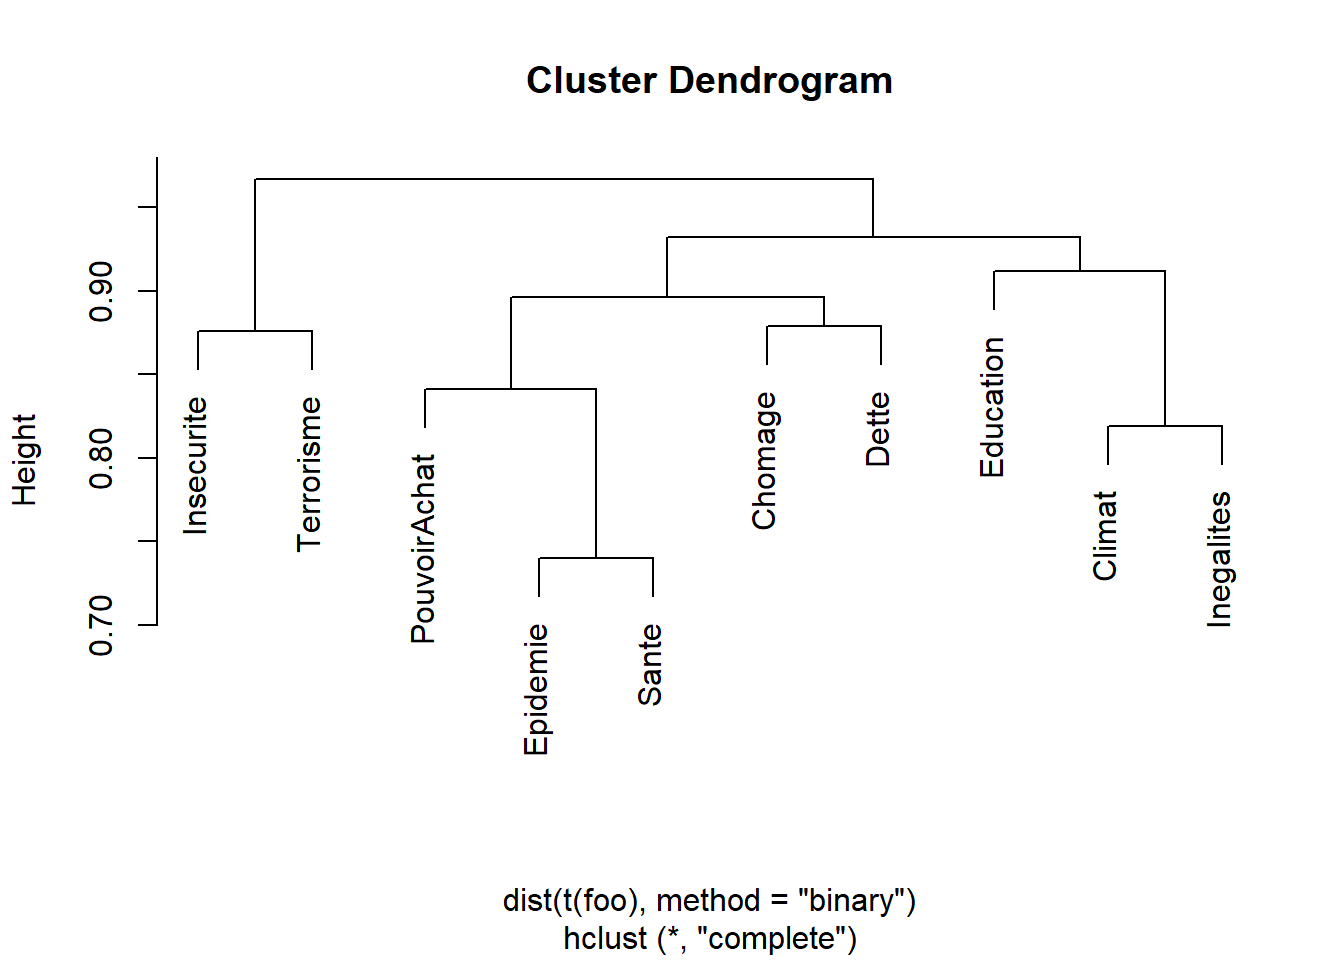 Cluster Dendrogram
Height
0.90
0.80
0.70
Insecurite
Terrorisme
PouvoirAchat
Epidemie
Sante
Chomage
Dette
Education
Climat
Inegalites
dist(t(foo), method = "binary")
hclust (*, "complete")